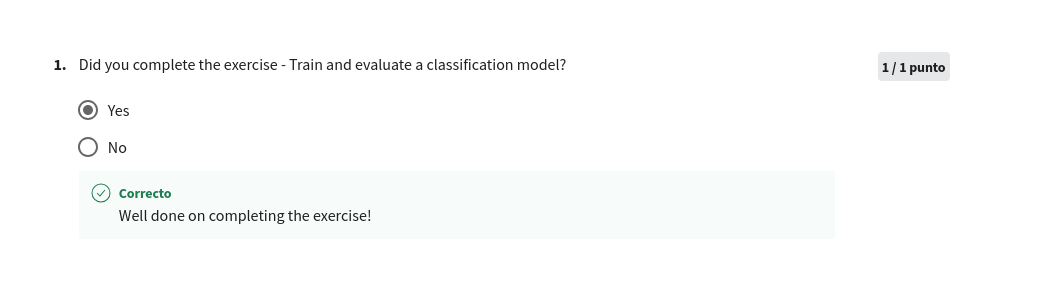 1. Did you complete the exercise - Train and evaluate a classification model?
1 / 1 punto
Yes
No
Correcto
Well done on completing the exercise!